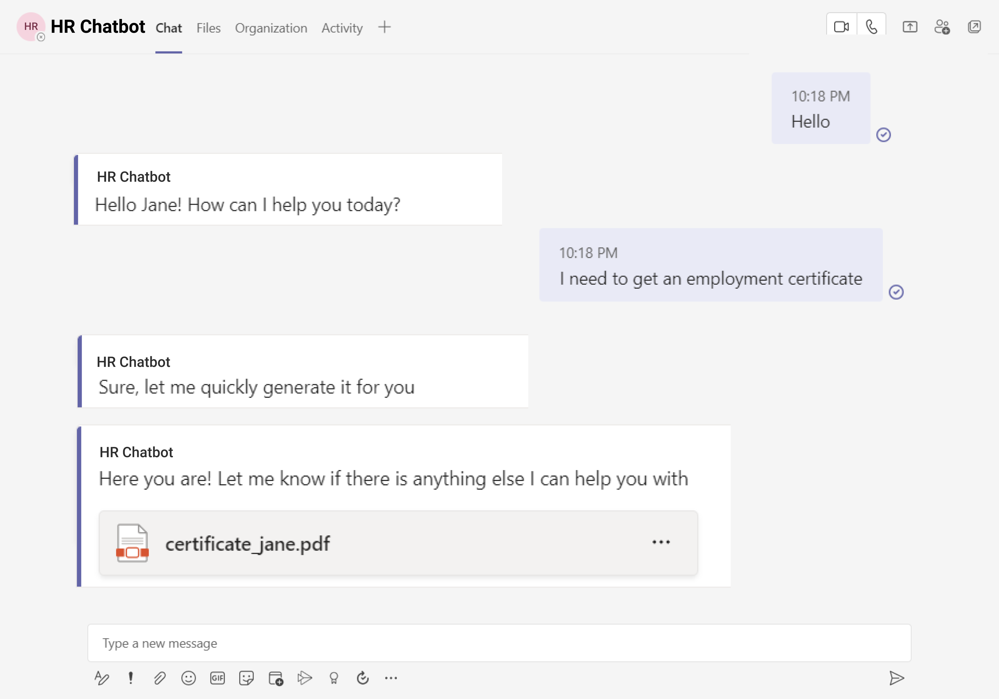 HR HR Chatbot Chat Files Organization Activity
10:18 PM
Hello
HR Chatbot
Hello Jane! How can I help you today?
10:18 PM
I need to get an employment certificate
HR Chatbot
Sure, let me quickly generate it for you
HR Chatbot
Here you are! Let me know if there is anything else I can help you with
certificate_jane.pdf
Type a new message
GIF